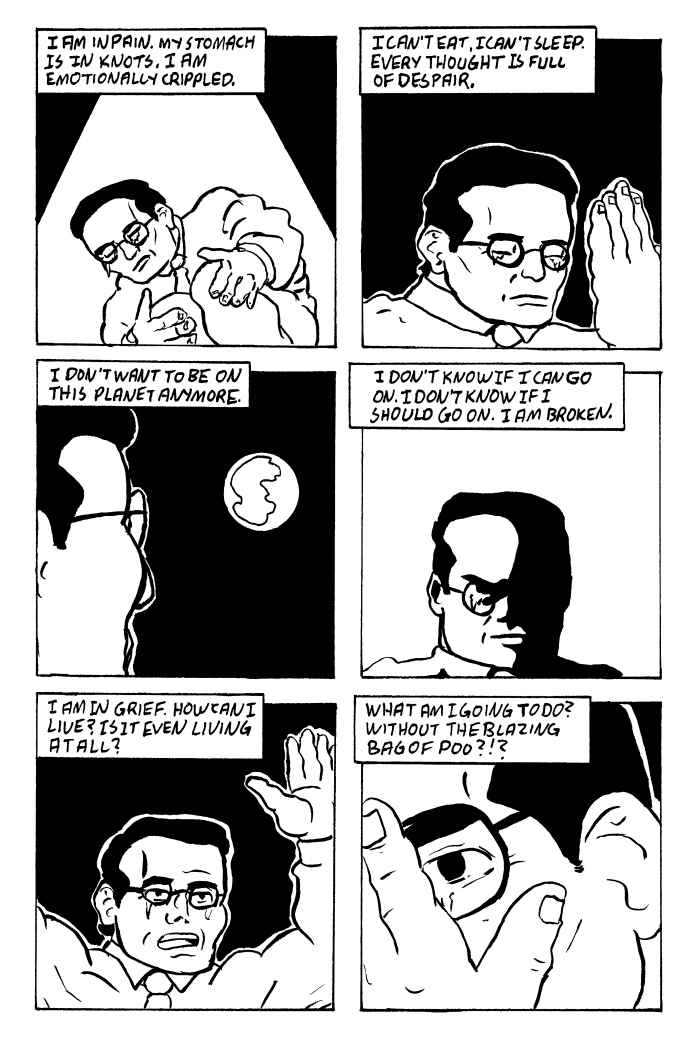 I AM IN PAIN. MY STOMACH
IS IN KNOTS. I AM
EMOTIONALLY CRIPPLED.
I CAN'T EAT, I CAN'T SLEEP.
EVERY THOUGHT IS FULL
OF DESPAIR.
I DON'T WANT TO BE ON
THIS PLANET ANYMORE.
I DON'T KNOW IF I CAN GO
ON. I DON'T KNOW IF I
SHOULD GO ON. I AM BROKEN.
I AM IN GRIEF. HOW CAN I
LIVE? IS IT EVEN LIVING
AT ALL?
WHAT AM I GOING TO DO?
WITHOUT THE BLAZING
BAG OF POO?!?